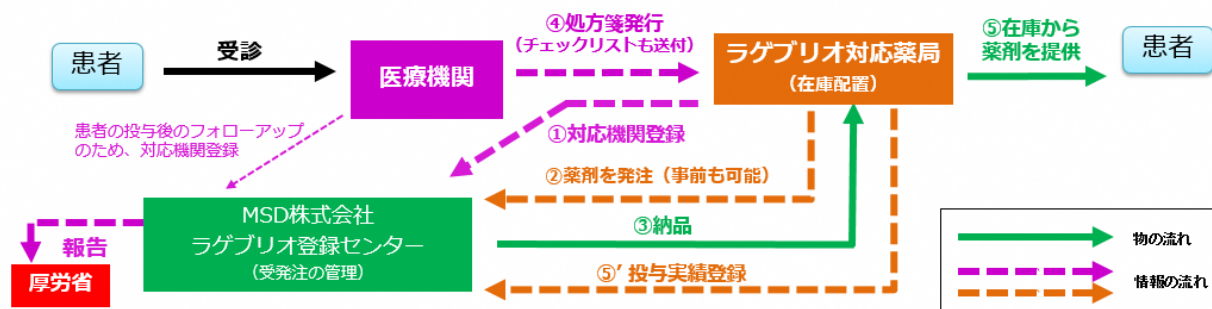 患者
受診
医療機関
④処方箋発行
(チェックリストも送付)
ラゲブリオ対応薬局
(在庫配置)
⑤在庫から
薬剤を提供
患者
患者の投与後のフォローアップ
のため、対応機関登録
①対応機関登録
②薬剤を発注(事前も可能)
MSD株式会社
ラゲブリオ登録センター
(受発注の管理)
③納品
⑤’投与実績登録
報告
厚労省
物の流れ
情報の流れ